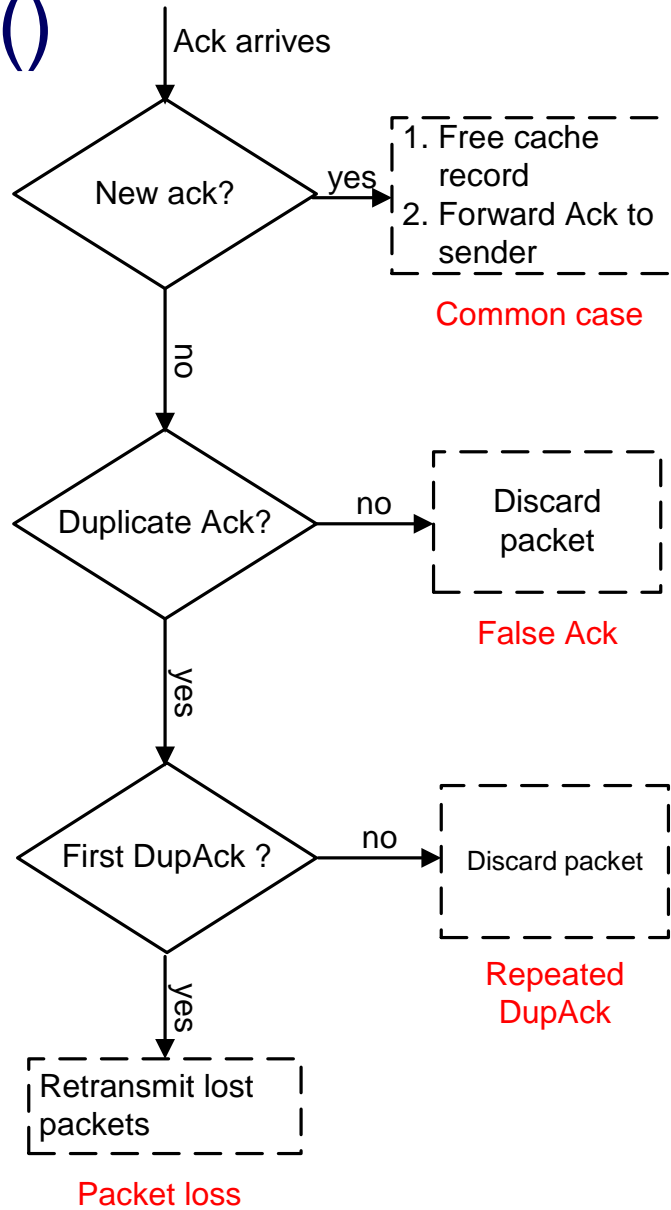 ()
Ack arrives
New ack?
yes
1. Free cache
record
2. Forward Ack to
sender
Common case
no
Duplicate Ack?
no
Discard
packet
False Ack
yes
First DupAck ?
no
Discard packet
Repeated
DupAck
yes
Retransmit lost
packets
Packet loss